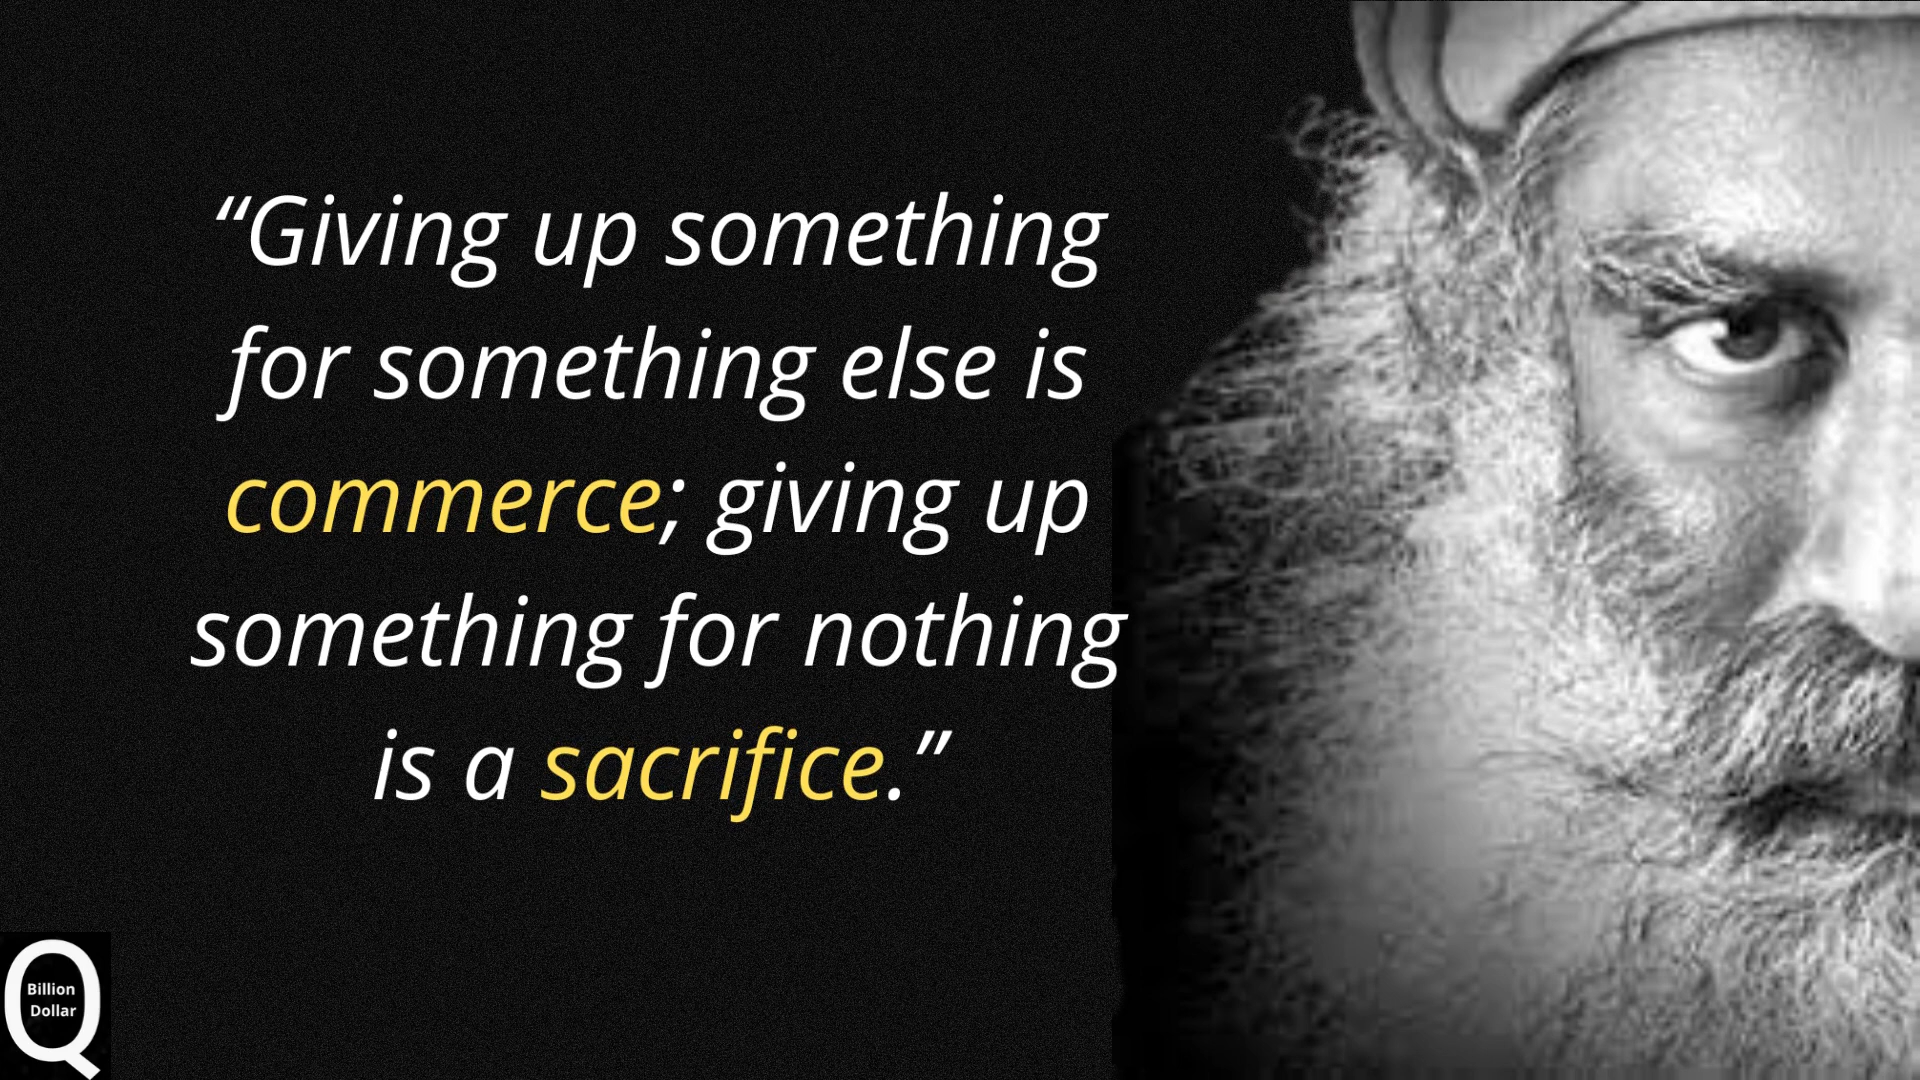 “Giving up something
for something else is
commerce; giving up
something for nothing
is a sacrifice.”
Q
Billion
Dollar